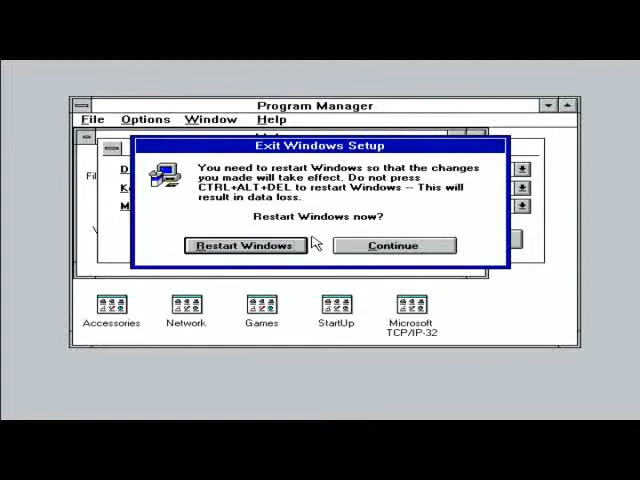 Program Manager
File Options Window Help
Exit Windows Setup
You need to restart Windows so that the changes
you made will take effect. Do not press
CTRL+ALT+DEL to restart Windows -- This will
result in data loss.
Restart Windows now?
Restart Windows Continue
Accessories Network Games StartUp Microsoft
TCP/IP-32